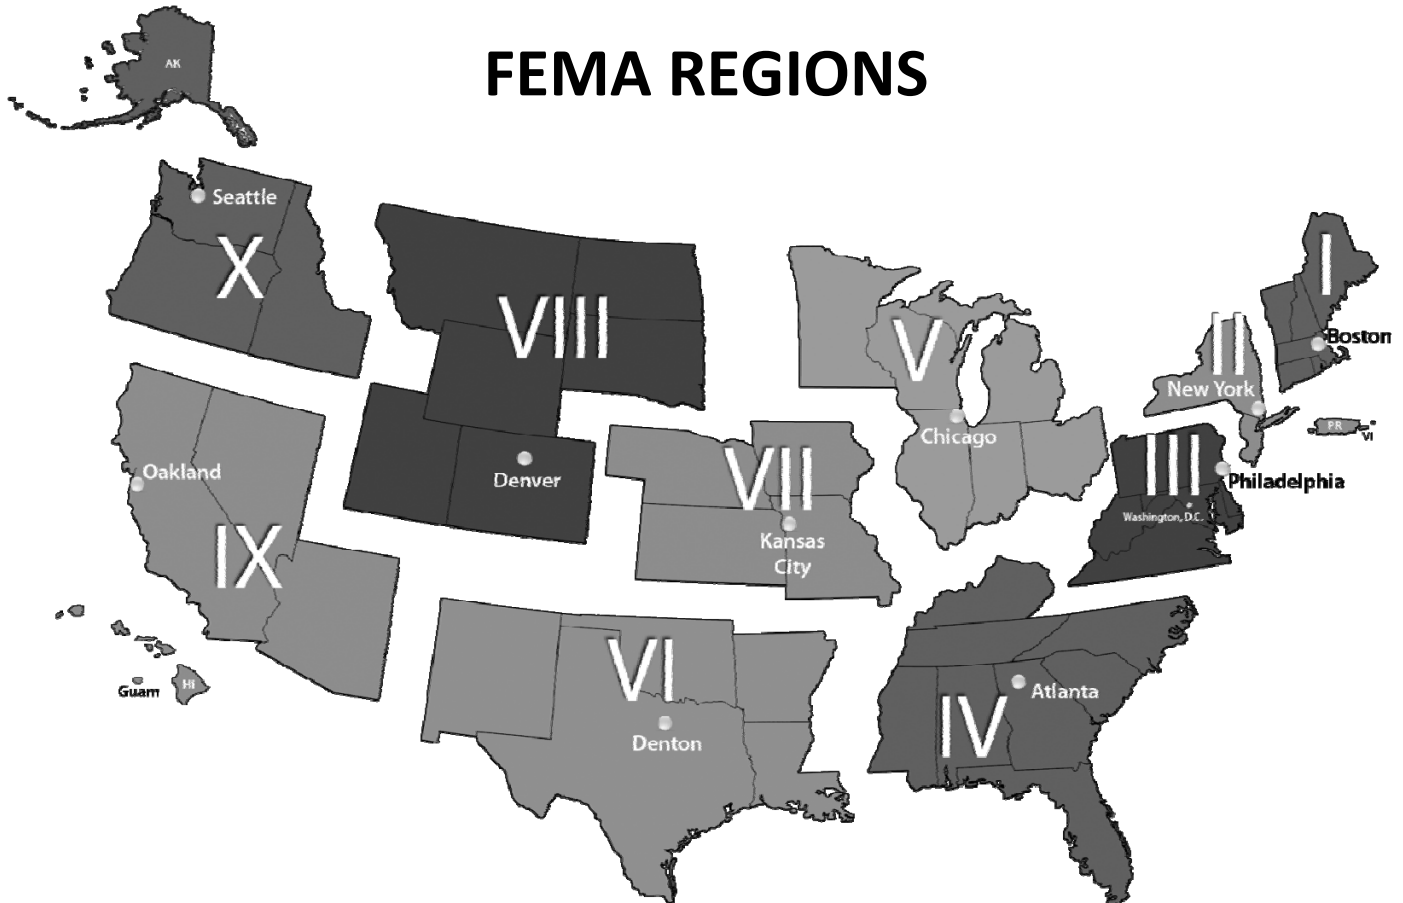 FEMA REGIONS
AK
Seattle
X
VIII
V
I
II
Boston
New York
PR
VI
Chicago
Oakland
Denver
VII
III
Philadelphia
Washington, D.C.
Kansas
City
IX
Guam
HI
VI
Denton
IV
Atlanta